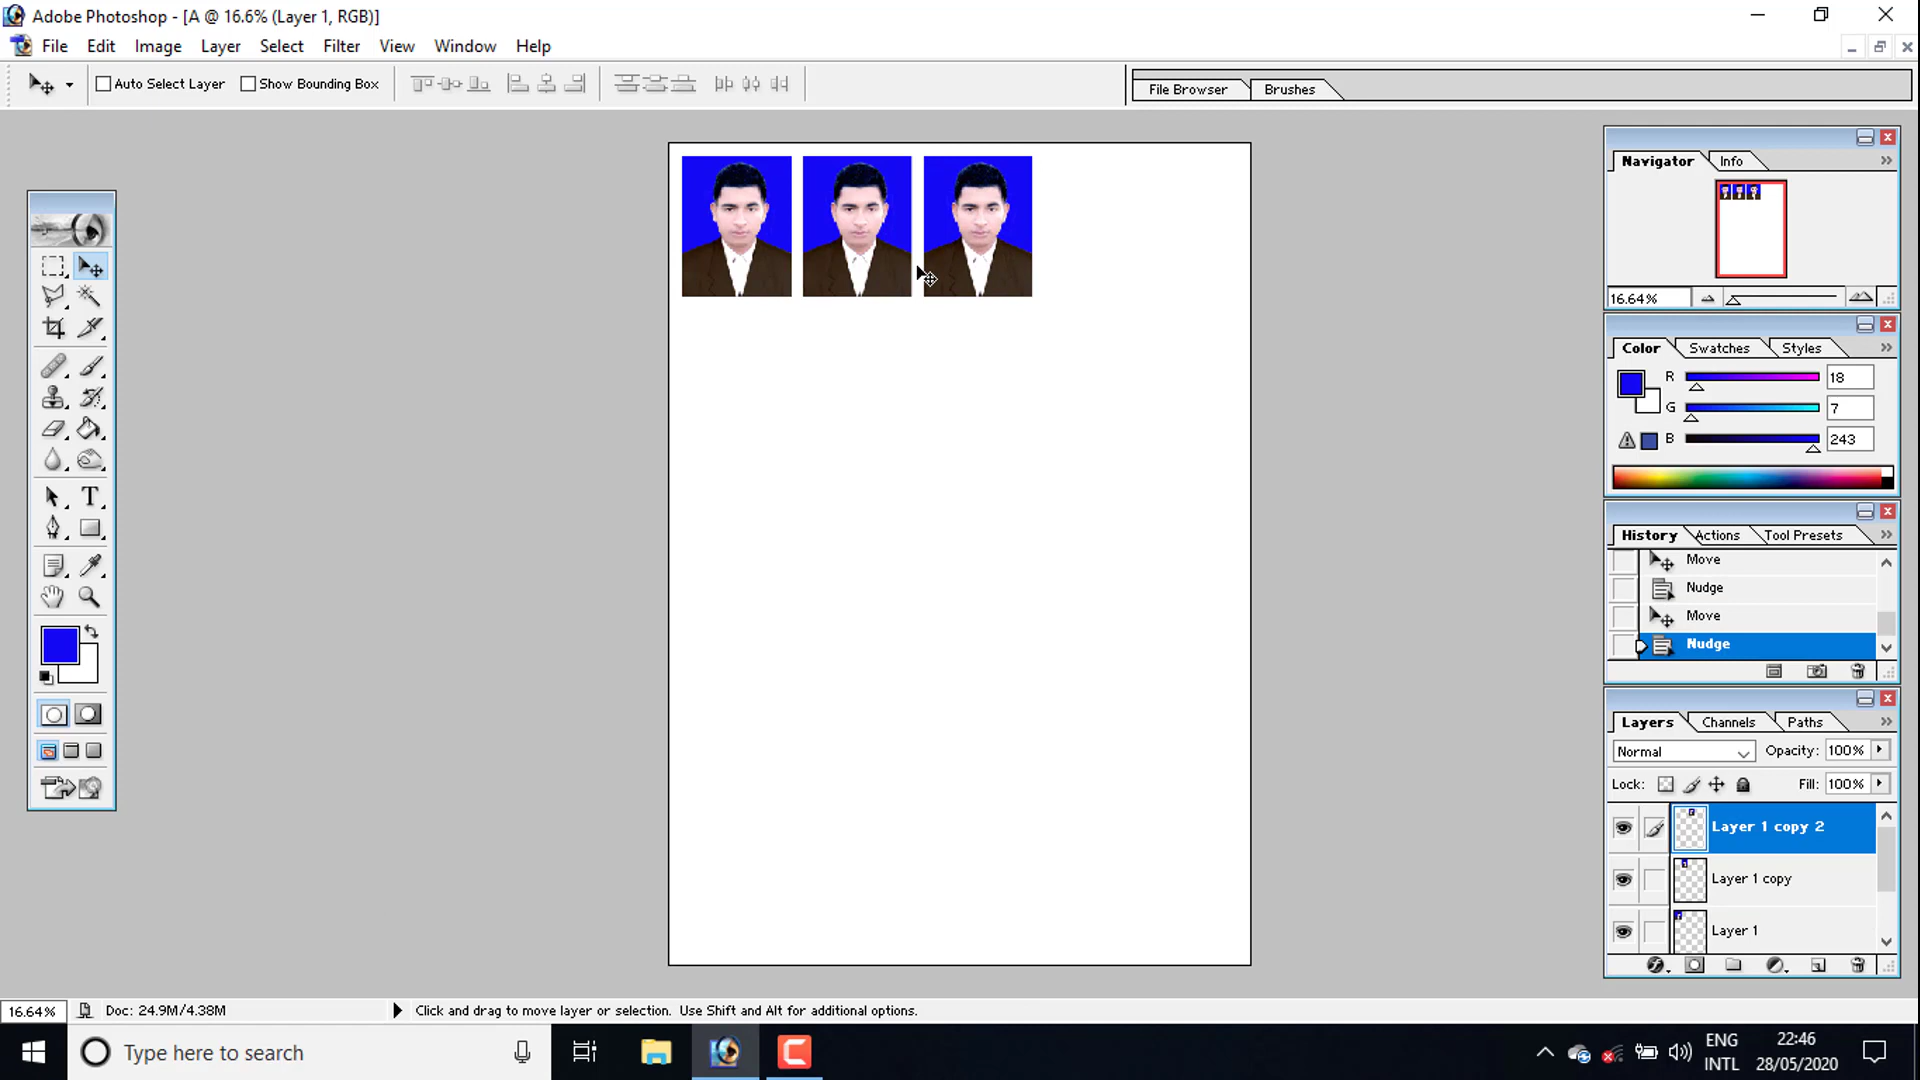 Adobe Photoshop - [A @ 16.6% (Layer 1, RGB)]
File Edit Image Layer Select Filter View Window Help
Auto Select Layer Show Bounding Box File Browser Brushes
Navigator Info
16.64%
Color Swatches Styles
R 18
G 7
B 243
History Actions Tool Presets
Move
Nudge
Move
Nudge
Layers Channels Paths
Normal Opacity: 100%
Lock: Fill: 100%
Layer 1 copy 2
Layer 1 copy
Layer 1
T
16.64% Doc: 24.9M/4.38M Click and drag to move layer or selection. Use Shift and Alt for additional options.
Type here to search
ENG
INTL
22:46
28/05/2020